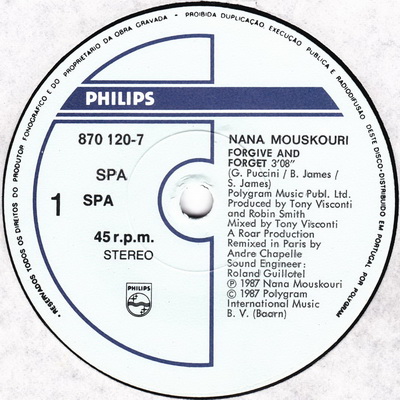 • RESERVADOS TODOS OS DIREITOS DO PRODUTOR FONOGRÁFICO E DO PROPRIETÁRIO DA OBRA GRAVADA • PROIBIDA DUPLICAÇÃO, EXECUÇÃO PUBLICA E RADIODIFUSÃO DESTE DISCO • DISTRIBUIDO EM PORTUGAL POR POLYGRAM •
PHILIPS
870 120-7
SPA
1 SPA
45 r.p.m.
STEREO
PHILIPS
NANA MOUSKOURI
FORGIVE AND
FORGET 3'08"
(G. Puccini / B. James /
S. James)
Polygram Music Publ. Ltd.
Produced by Tony Visconti
and Robin Smith
Mixed by Tony Visconti
A Roar Production
Remixed in Paris by
Andre Chapelle
Sound Engineer:
Roland Guillotel
℗ 1987 Nana Mouskouri
© 1987 Polygram
International Music
B. V. (Baarn)